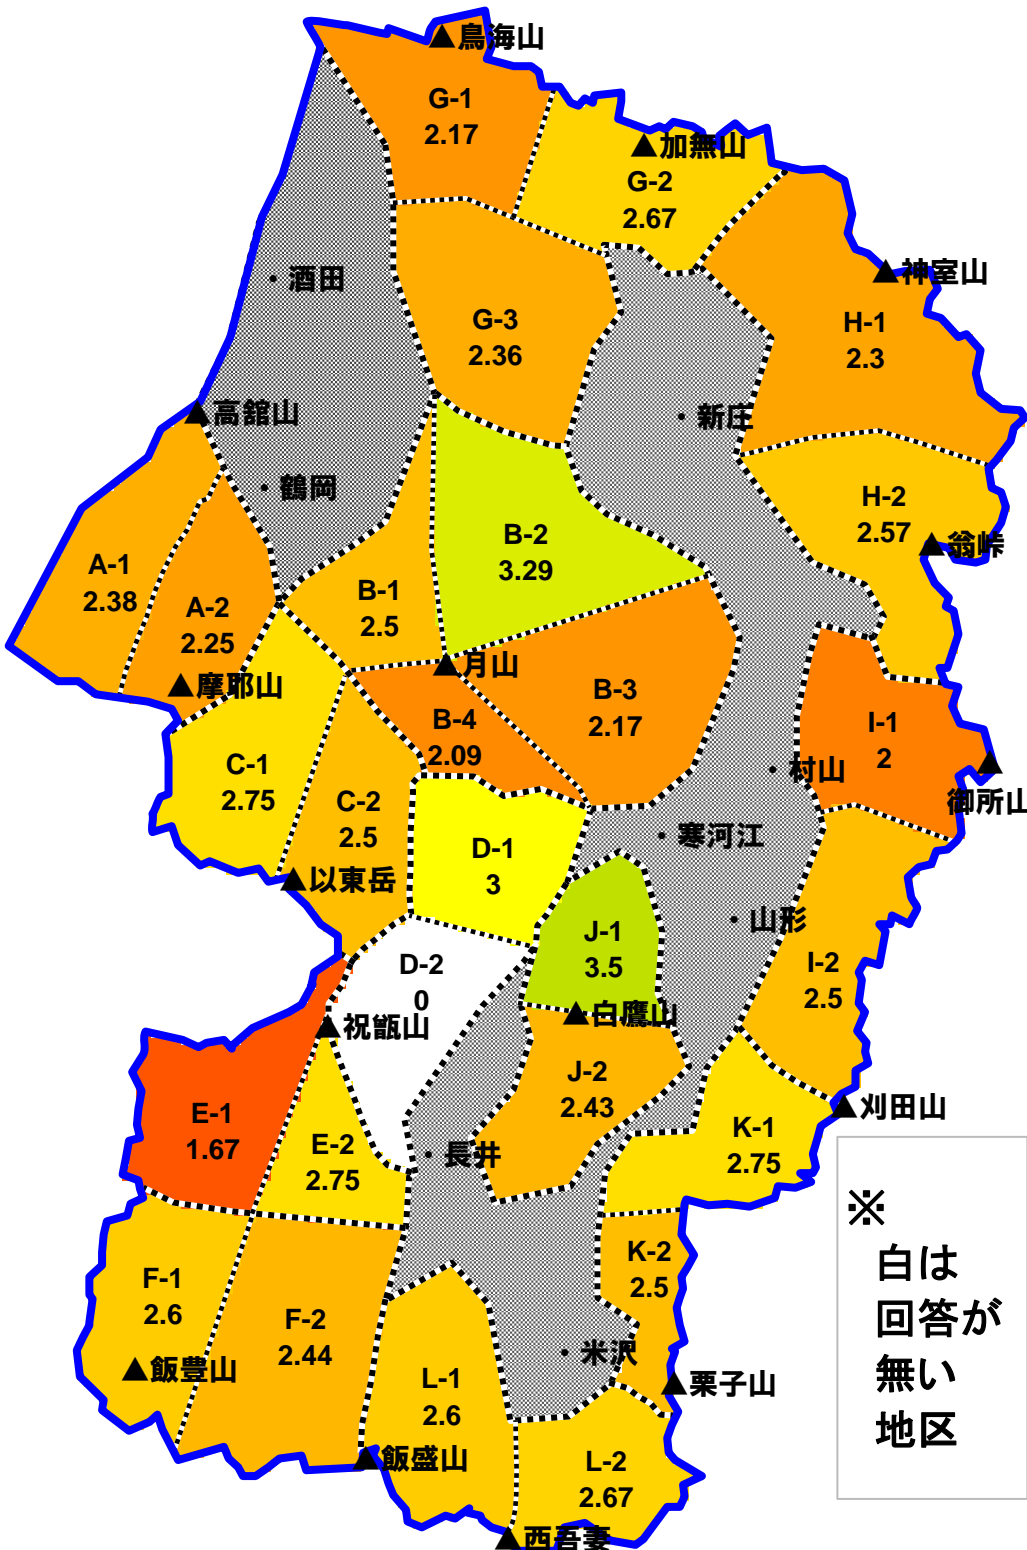 ▲鳥海山
G-1
2.17
▲加無山
G-2
2.67
▲神室山
・酒田
G-3
2.36
H-1
2.3
▲高舘山
・新庄
・鶴岡
H-2
2.57
▲翁峠
B-2
3.29
A-1
2.38
B-1
2.5
A-2
2.25
▲月山
▲摩耶山
B-3
2.17
B-4
2.09
I-1
2
C-1
2.75
・村山
御所山
▲
C-2
2.5
・寒河江
D-1
3
▲以東岳
・山形
J-1
3.5
D-2
0
I-2
2.5
▲白鷹山
▲祝瓶山
J-2
2.43
E-1
1.67
▲刈田山
K-1
2.75
E-2
2.75
・長井
K-2
2.5
F-1
2.6
F-2
2.44
・米沢
▲飯豊山
▲栗子山
L-1
2.6
▲飯盛山
L-2
2.67
▲西吾妻
※
白は
回答が
無い
地区